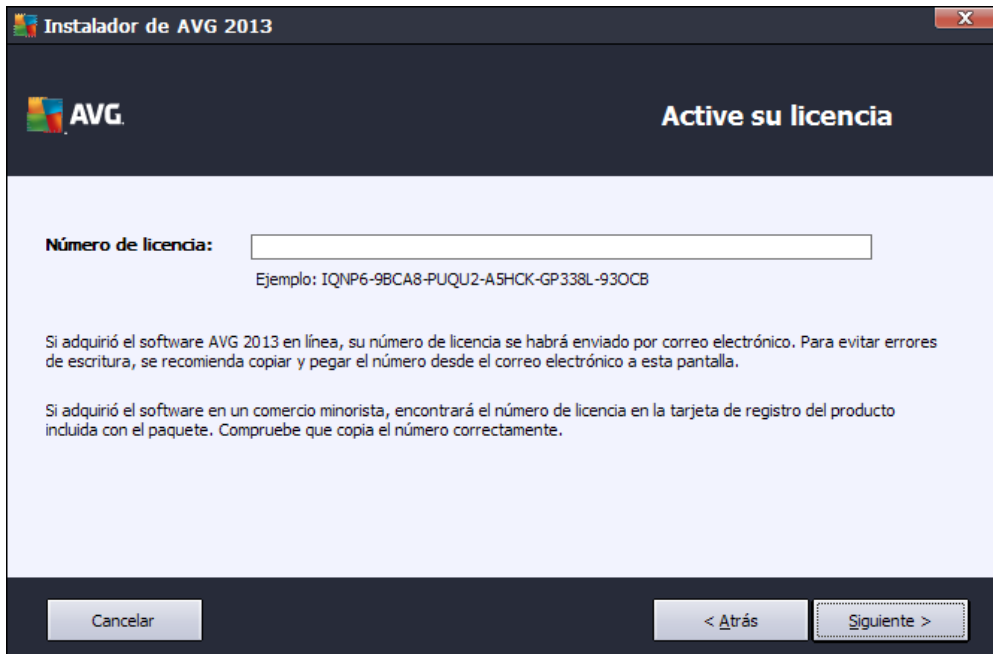 Instalador de AVG 2013
AVG.
Active su licencia
Número de licencia:
Ejemplo: IQNP6-9BCA8-PUQU2-A5HCK-GP338L-93OCB
Si adquirió el software AVG 2013 en línea, su número de licencia se habrá enviado por correo electrónico. Para evitar errores
de escritura, se recomienda copiar y pegar el número desde el correo electrónico a esta pantalla.
Si adquirió el software en un comercio minorista, encontrará el número de licencia en la tarjeta de registro del producto
incluida con el paquete. Compruebe que copia el número correctamente.
Cancelar
< Atrás
Siguiente >